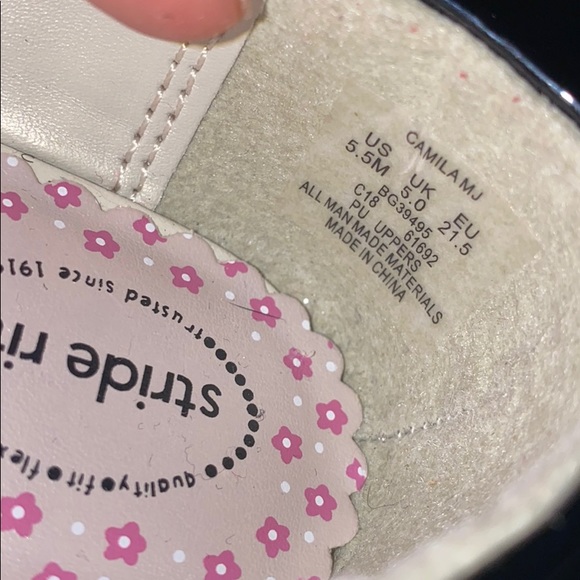 CAMILA MJ
US UK EU
5.5M 5.0 21.5
BG39495
C18 61692
PU UPPERS
ALL MAN MADE MATERIALS
MADE IN CHINA
trusted since 191
stride ri
quality • fit • flex